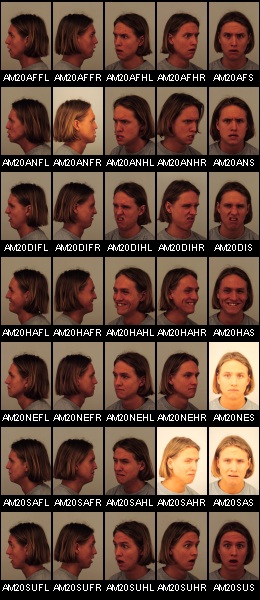 AM20AFFL AM20AFFR AM20AFHL AM20AFHR AM20AFS
AM20ANFL AM20ANFR AM20ANHL AM20ANHR AM20ANS
AM20DIFL AM20DIFR AM20DIHL AM20DIHR AM20DIS
AM20HAFL AM20HAFR AM20HAHL AM20HAHR AM20HAS
AM20NEFL AM20NEFR AM20NEHL AM20NEHR AM20NES
AM20SAFL AM20SAFR AM20SAHL AM20SAHR AM20SAS
AM20SUFL AM20SUFR AM20SUHL AM20SUHR AM20SUS